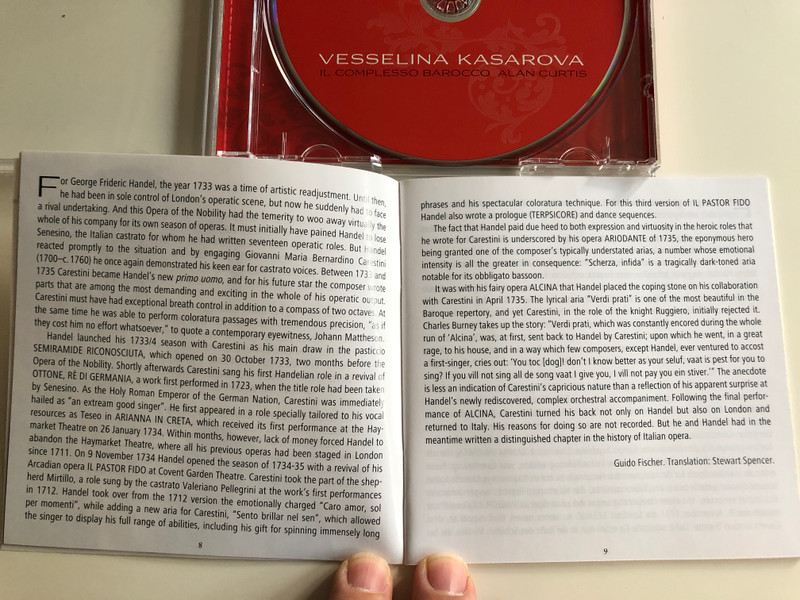 VESSELINA KASAROVA
IL COMPLESSO BAROCCO, ALAN CURTIS
For George Frideric Handel, the year 1733 was a time of artistic readjustment. Until then,
he had been in sole control of London's operatic scene, but now he suddenly had to face
a rival undertaking. And this Opera of the Nobility had the temerity to woo away virtually the
whole of his company for its own season of operas. It must initially have pained Handel to lose
Senesino, the Italian castrato for whom he had written seventeen operatic roles. But Handel
reacted promptly to the situation and by engaging Giovanni Maria Bernardino Carestini
(1700–c.1760) he once again demonstrated his keen ear for castrato voices. Between 1733 and
1735 Carestini became Handel's new primo uomo, and for his future star the composer wrote
parts that are among the most demanding and exciting in the whole of his operatic output.
Carestini must have had exceptional breath control in addition to a compass of two octaves. At
the same time he was able to perform coloratura passages with tremendous precision, "as if
they cost him no effort whatsoever," to quote a contemporary eyewitness, Johann Mattheson.
Handel launched his 1733/4 season with Carestini as his main draw in the pasticcio
SEMIRAMIDE RICONOSCIUTA, which opened on 30 October 1733, two months before the
Opera of the Nobility. Shortly afterwards Carestini sang his first Handelian role in a revival of
OTTONE, RÈ DI GERMANIA, a work first performed in 1723, when the title role had been taken
by Senesino. As the Holy Roman Emperor of the German Nation, Carestini was immediately
hailed as "an extream good singer". He first appeared in a role specially tailored to his vocal
resources as Teseo in ARIANNA IN CRETA, which received its first performance at the Hay-
market Theatre on 26 January 1734. Within months, however, lack of money forced Handel to
abandon the Haymarket Theatre, where all his previous operas had been staged in London
since 1711. On 9 November 1734 Handel opened the season of 1734-35 with a revival of his
Arcadian opera IL PASTOR FIDO at Covent Garden Theatre. Carestini took the part of the shep-
herd Mirtillo, a role sung by the castrato Valeriano Pellegrini at the work's first performances
in 1712. Handel took over from the 1712 version the emotionally charged "Caro amor, sol
per momenti", while adding a new aria for Carestini, "Sento brillar nel sen", which allowed
the singer to display his full range of abilities, including his gift for spinning immensely long
8
phrases and his spectacular coloratura technique. For this third version of IL PASTOR FIDO
Handel also wrote a prologue (TERPSICORE) and dance sequences.
The fact that Handel paid due heed to both expression and virtuosity in the heroic roles that
he wrote for Carestini is underscored by his opera ARIODANTE of 1735, the eponymous hero
being granted one of the composer's typically understated arias, a number whose emotional
intensity is all the greater in consequence: "Scherza, infida" is a tragically dark-toned aria
notable for its obbligato bassoon.
It was with his fairy opera ALCINA that Handel placed the coping stone on his collaboration
with Carestini in April 1735. The lyrical aria "Verdi prati" is one of the most beautiful in the
Baroque repertory, and yet Carestini, in the role of the knight Ruggiero, initially rejected it.
Charles Burney takes up the story: "Verdi prati, which was constantly encored during the whole
run of 'Alcina', was, at first, sent back to Handel by Carestini; upon which he went, in a great
rage, to his house, and in a way which few composers, except Handel, ever ventured to accost
a first-singer, cries out: 'You toc [dog]! don't I know better as your seluf, vaat is pest for you to
sing? If you vill not sing all de song vaat I give you, I vill not pay you ein stiver.'" The anecdote
is less an indication of Carestini's capricious nature than a reflection of his apparent surprise at
Handel's newly rediscovered, complex orchestral accompaniment. Following the final perfor-
mance of ALCINA, Carestini turned his back not only on Handel but also on London and
returned to Italy. His reasons for doing so are not recorded. But he and Handel had in the
meantime written a distinguished chapter in the history of Italian opera.
Guido Fischer. Translation: Stewart Spencer.
9